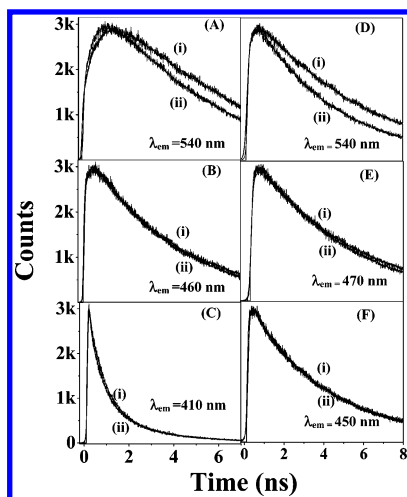 (A)
3k
(i)
2k
(ii)
1k
λem =540 nm
(D)
(i)
(ii)
λem = 540 nm
(B)
3k
2k
(i)
1k
(ii)
λem =460 nm
(E)
(i)
(ii)
λem = 470 nm
(C)
3k
2k
λem =410 nm
(i)
1k
(ii)
0
(F)
(i)
(ii)
λem = 450 nm
Counts
0 2 4 6
0 2 4 6 8
Time (ns)